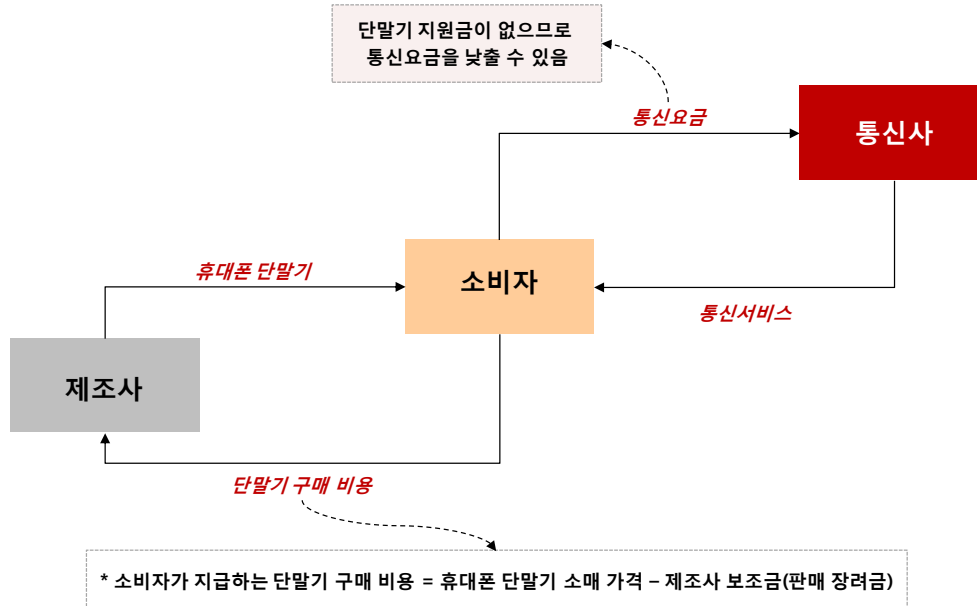 단말기 지원금이 없으므로
통신요금을 낮출 수 있음
통신요금
통신사
휴대폰 단말기
소비자
통신서비스
제조사
단말기 구매 비용
* 소비자가 지급하는 단말기 구매 비용 = 휴대폰 단말기 소매 가격 – 제조사 보조금(판매 장려금)